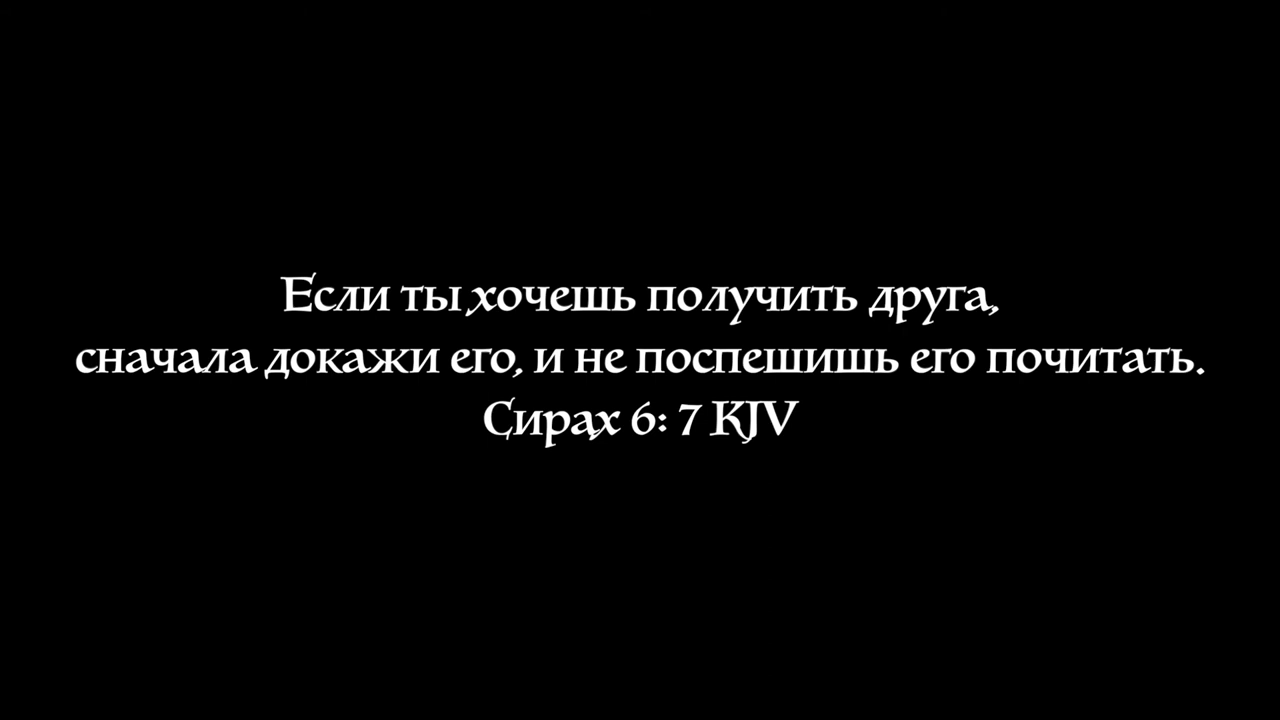 Если ты хочешь получить друга,
сначала докажи его, и не поспешишь его почитать.
Сирах 6: 7 KJV